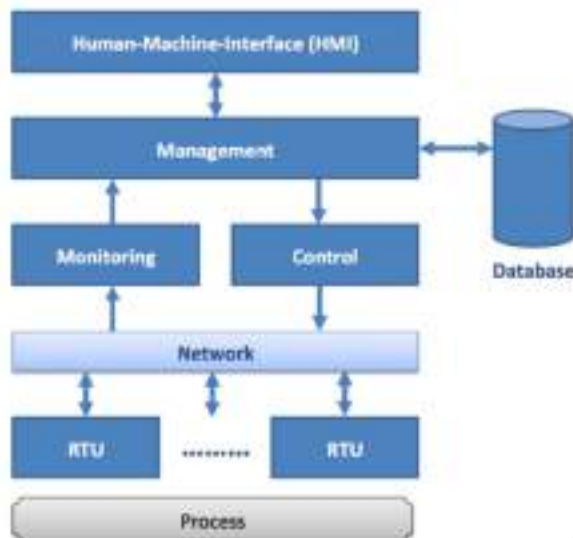 Human-Machine-Interface (HMI)
Management
Monitoring
Control
Database
Network
RTU
.........
RTU
Process